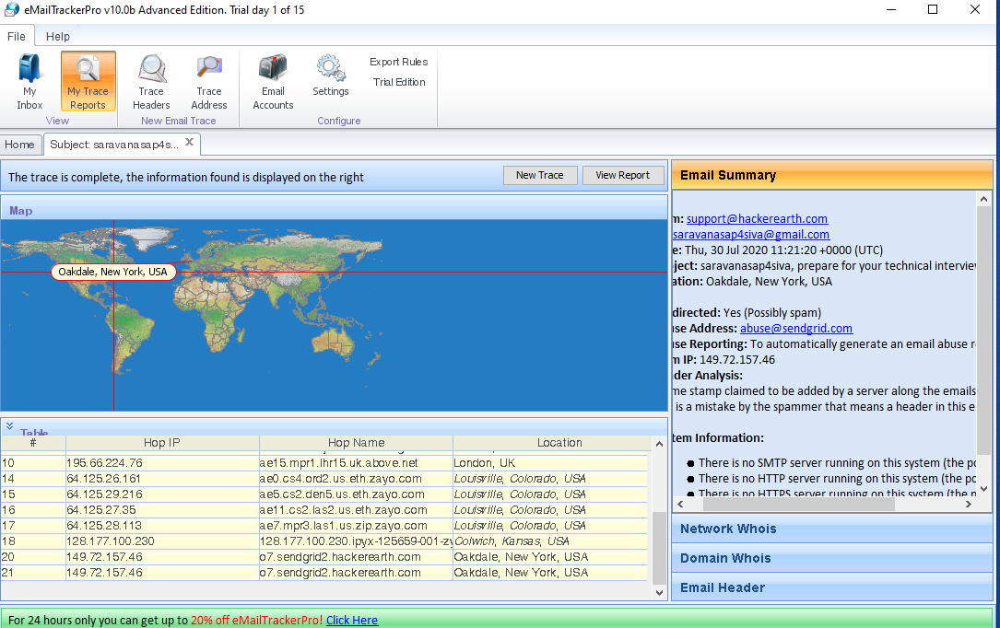 eMailTrackerPro v10.0b Advanced Edition. Trial day 1 of 15
File Help
My Inbox
My Trace Reports
Trace Headers
Trace Address
Email Accounts
Settings
Export Rules
Trial Edition
View
New Email Trace
Configure
Home
Subject: saravanasap4s...
The trace is complete, the information found is displayed on the right
New Trace
View Report
Map
Oakdale, New York, USA
Table
# Hop IP Hop Name Location
10 195.66.224.76 ae15.mpr1.lhr15.uk.above.net London, UK
14 64.125.26.161 ae0.cs4.ord2.us.eth.zayo.com Louisville, Colorado, USA
15 64.125.29.216 ae5.cs2.den5.us.eth.zayo.com Louisville, Colorado, USA
16 64.125.27.35 ae11.cs2.las2.us.eth.zayo.com Louisville, Colorado, USA
17 64.125.28.113 ae7.mpr3.las1.us.zip.zayo.com Louisville, Colorado, USA
18 128.177.100.230 128.177.100.230.ipyx-125659-001-zy Colwich, Kansas, USA
20 149.72.157.46 o7.sendgrid2.hackerearth.com Oakdale, New York, USA
21 149.72.157.46 o7.sendgrid2.hackerearth.com Oakdale, New York, USA
Email Summary
m: support@hackerearth.com
saravanasap4siva@gmail.com
e: Thu, 30 Jul 2020 11:21:20 +0000 (UTC)
ject: saravanasap4siva, prepare for your technical interview
ation: Oakdale, New York, USA
directed: Yes (Possibly spam)
use Address: abuse@sendgrid.com
use Reporting: To automatically generate an email abuse r
m IP: 149.72.157.46
der Analysis:
me stamp claimed to be added by a server along the emails
is a mistake by the spammer that means a header in this e
tem Information:
There is no SMTP server running on this system (the po
There is no HTTP server running on this system (the po
There is no HTTPS server running on this system (the p
Network Whois
Domain Whois
Email Header
For 24 hours only you can get up to 20% off eMailTrackerPro! Click Here